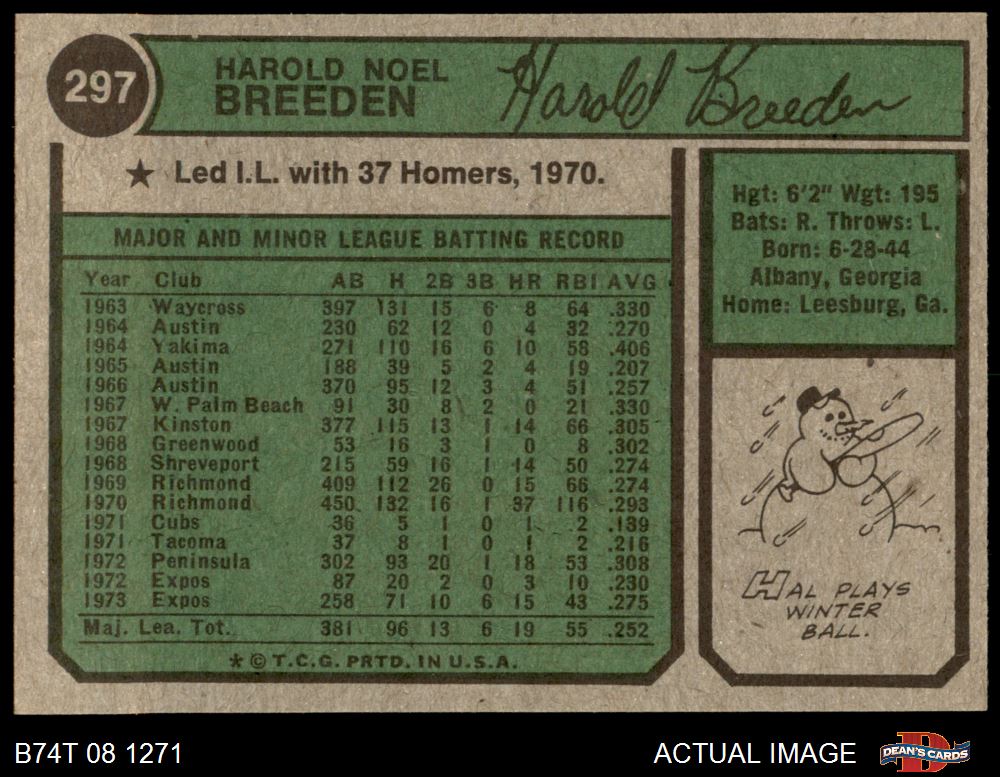 297
HAROLD NOEL
BREEDEN
Harold Breeden
★ Led I.L. with 37 Homers, 1970.
MAJOR AND MINOR LEAGUE BATTING RECORD
Year Club AB H 2B 3B HR RBI AVG
1963 Waycross 397 131 15 6 8 64 .330
1964 Austin 230 62 12 0 4 32 .270
1964 Yakima 271 110 16 6 10 58 .406
1965 Austin 188 39 5 2 4 19 .207
1966 Austin 370 95 12 3 4 51 .257
1967 W. Palm Beach 91 30 8 2 0 21 .330
1967 Kinston 377 115 13 1 14 66 .305
1968 Greenwood 53 16 3 1 0 8 .302
1968 Shreveport 215 59 16 1 14 50 .274
1969 Richmond 409 112 26 0 15 66 .274
1970 Richmond 450 132 16 1 37 116 .293
1971 Cubs 36 5 1 0 1 2 .139
1971 Tacoma 37 8 1 0 1 2 .216
1972 Peninsula 302 93 20 1 18 53 .308
1972 Expos 87 20 2 0 3 10 .230
1973 Expos 258 71 10 6 15 43 .275
Maj. Lea. Tot. 381 96 13 6 19 55 .252
* © T.C.G. PRTD. IN U.S.A.
Hgt: 6'2" Wgt: 195
Bats: R. Throws: L.
Born: 6-28-44
Albany, Georgia
Home: Leesburg, Ga.
HAL PLAYS
WINTER
BALL.
B74T 08 1271
ACTUAL IMAGE
D
DEAN'S CARDS